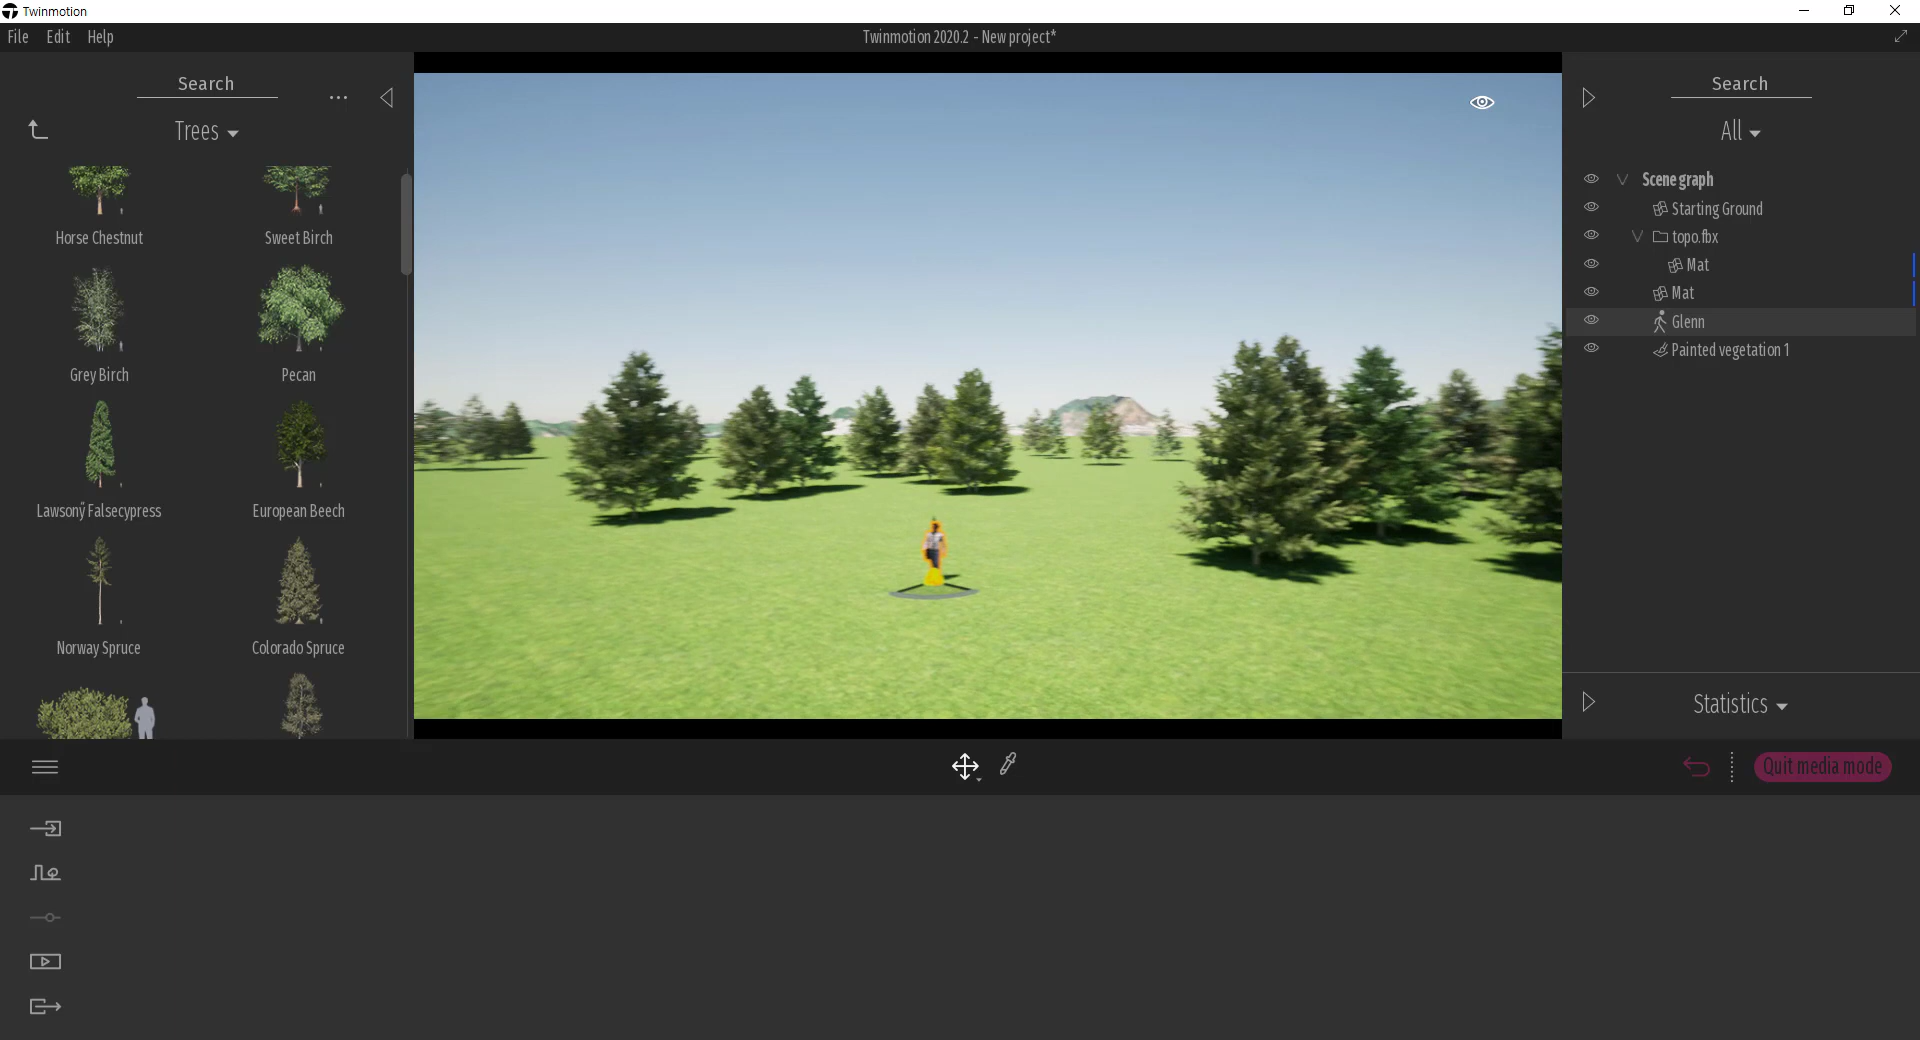 Twinmotion
File Edit Help
Twinmotion 2020.2 - New project*
Search
Trees
Horse Chestnut
Sweet Birch
Grey Birch
Pecan
Lawsonÿ Falsecypress
European Beech
Norway Spruce
Colorado Spruce
Search
All
Scene graph
Starting Ground
topo.fbx
Mat
Mat
Glenn
Painted vegetation 1
Statistics
Quit media mode